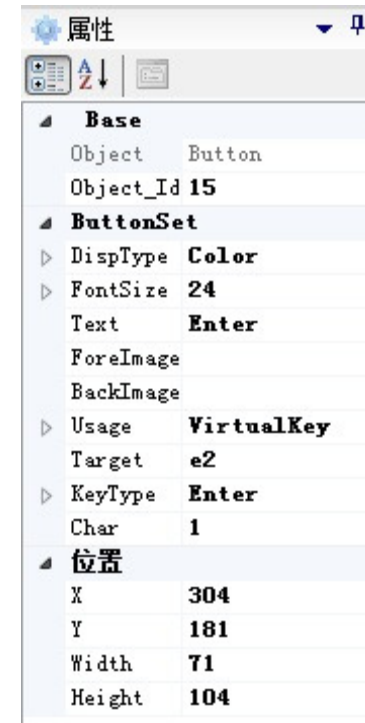 属性
Base
Object Button
Object_Id 15
ButtonSet
DispType Color
FontSize 24
Text Enter
ForeImage
BackImage
Usage VirtualKey
Target e2
KeyType Enter
Char 1
位置
X 304
Y 181
Width 71
Height 104